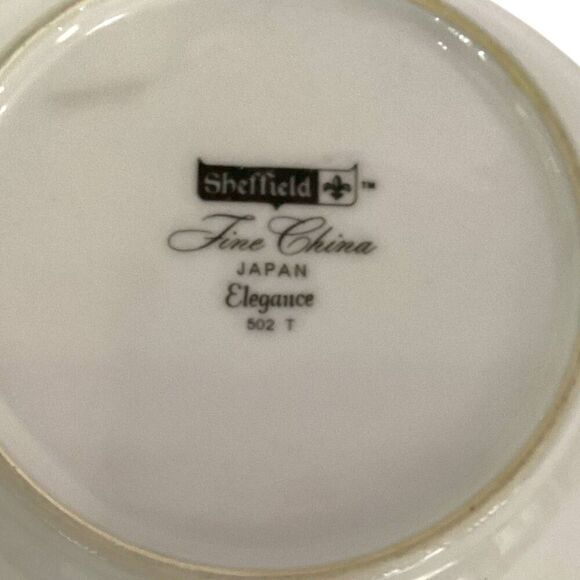 Sheffield ™
Fine China
JAPAN
Elegance
502 T